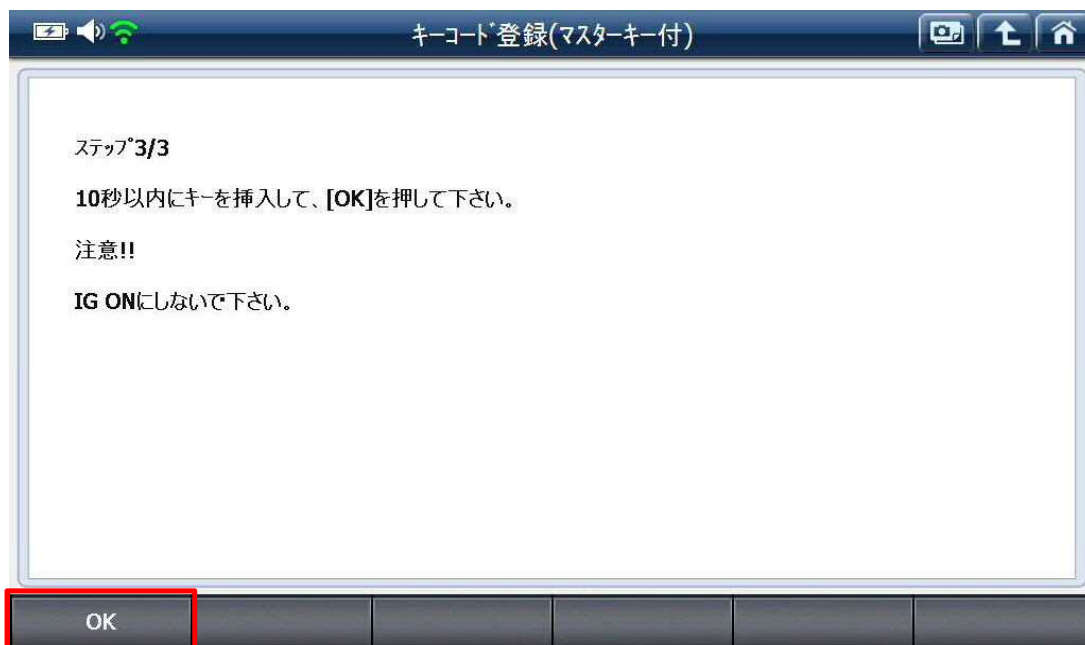 キーコード登録(マスターキー付)
ステップ3/3
10秒以内にキーを挿入して、[OK]を押して下さい。
注意!!
IG ONにしないで下さい。
OK